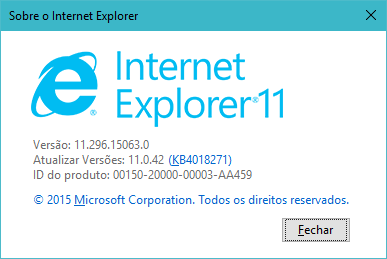 Sobre o Internet Explorer
Internet
Explorer®11
Versão: 11.296.15063.0
Atualizar Versões: 11.0.42 (KB4018271)
ID do produto: 00150-20000-00003-AA459
© 2015 Microsoft Corporation. Todos os direitos reservados.
Fechar